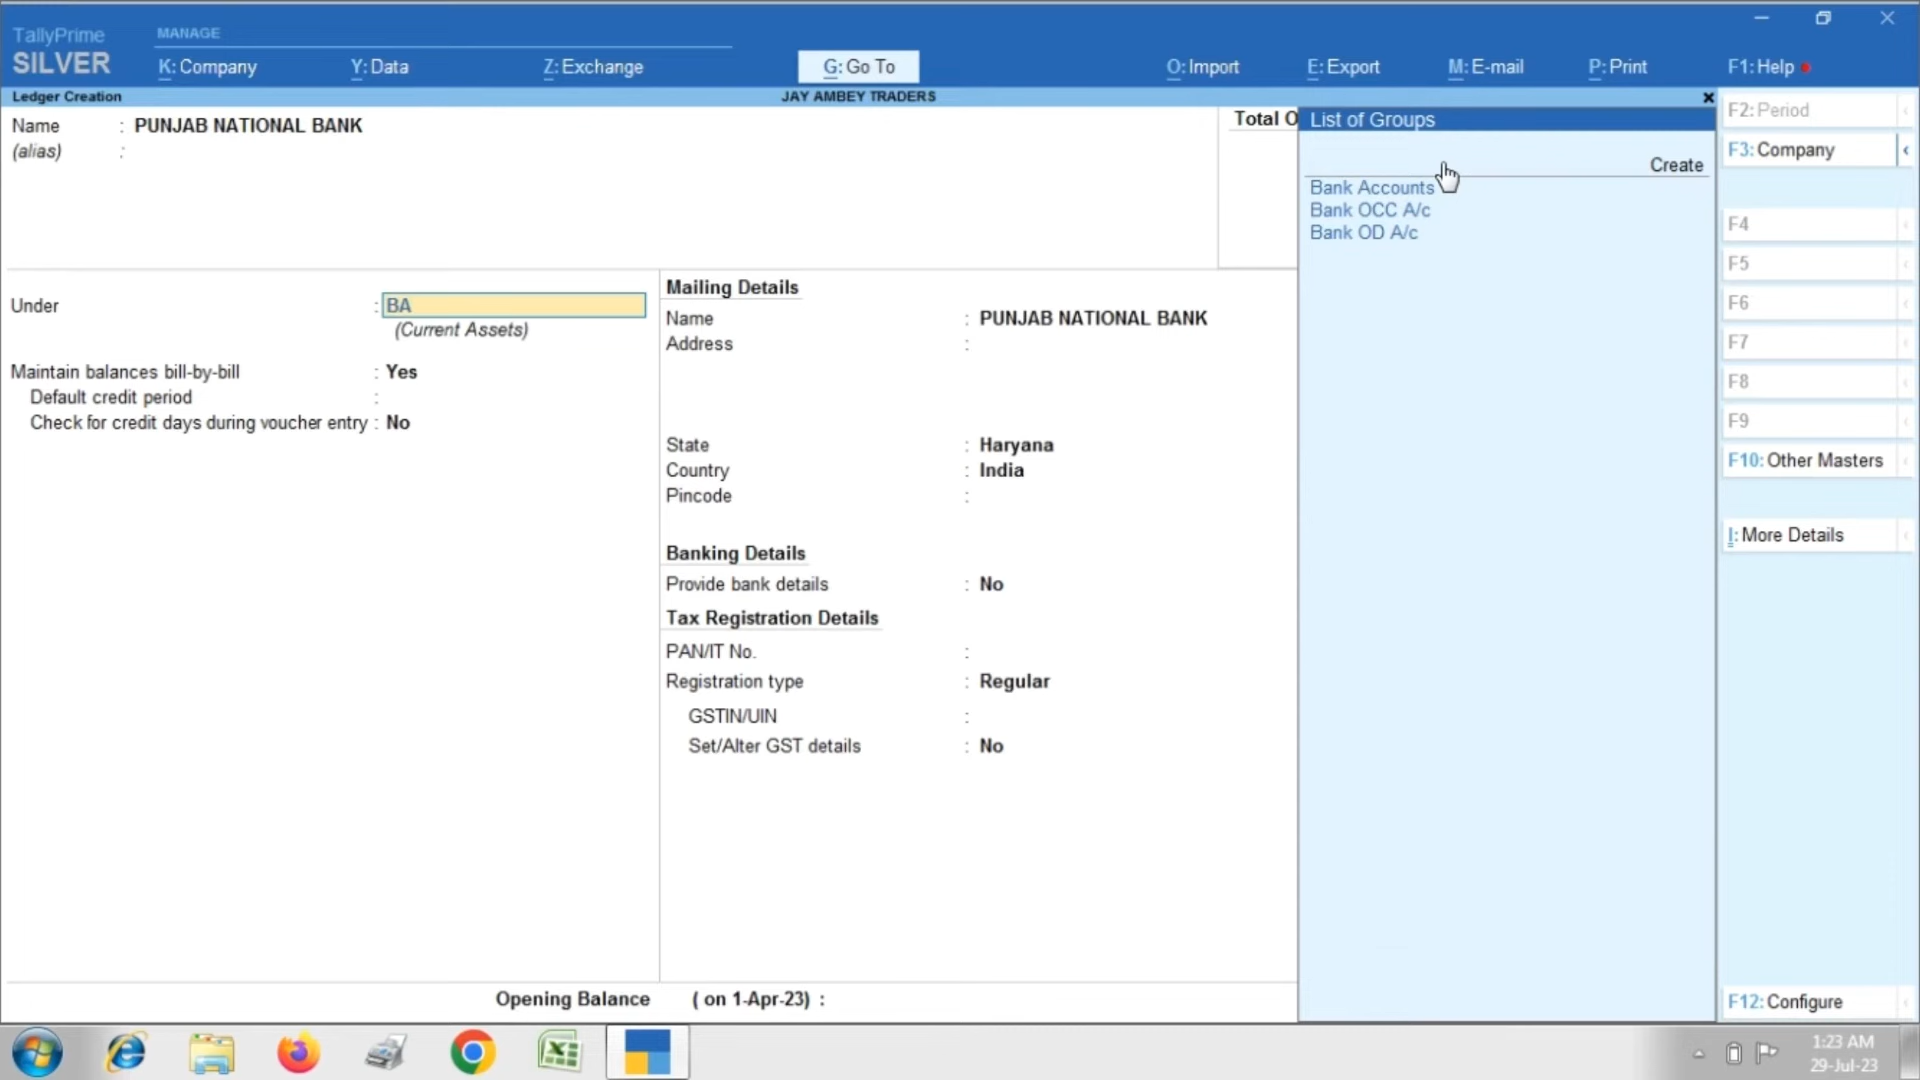 TallyPrime
SILVER
MANAGE
K: Company
Y: Data
Z: Exchange
G: Go To
O: Import
E: Export
M: E-mail
P: Print
F1: Help
Ledger Creation
JAY AMBEY TRADERS
Name : PUNJAB NATIONAL BANK
(alias) :
Total O
Under : BA
(Current Assets)
Maintain balances bill-by-bill : Yes
Default credit period :
Check for credit days during voucher entry : No
Mailing Details
Name : PUNJAB NATIONAL BANK
Address :
State : Haryana
Country : India
Pincode :
Banking Details
Provide bank details : No
Tax Registration Details
PAN/IT No. :
Registration type : Regular
GSTIN/UIN :
Set/Alter GST details : No
Opening Balance ( on 1-Apr-23) :
List of Groups
Create
Bank Accounts
Bank OCC A/c
Bank OD A/c
F2: Period
F3: Company
F4
F5
F6
F7
F8
F9
F10: Other Masters
I: More Details
F12: Configure
1:23 AM
29-Jul-23